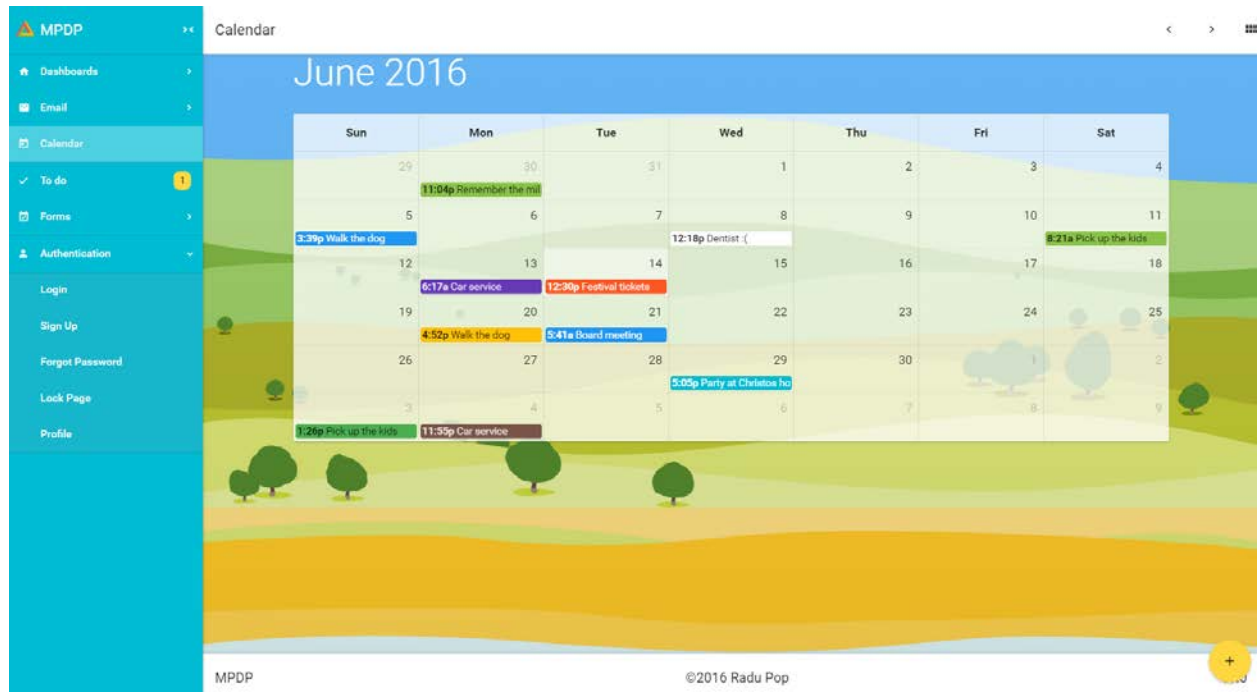 MPDP
Calendar
Dashboards
Email
Calendar
To do 1
Forms
Authentication
Login
Sign Up
Forgot Password
Lock Page
Profile
June 2016
Sun Mon Tue Wed Thu Fri Sat
29 30 31 1 2 3 4
11:04p Remember the mil
5 6 7 8 9 10 11
3:39p Walk the dog 12:18p Dentist :( 8:21a Pick up the kids
12 13 14 15 16 17 18
6:17a Car service 12:30p Festival tickets
19 20 21 22 23 24 25
4:52p Walk the dog 5:41a Board meeting
26 27 28 29 30 1 2
5:05p Party at Christos ho
3 4 5 6 7 8 9
1:26p Pick up the kids 11:55p Car service
MPDP ©2016 Radu Pop
+